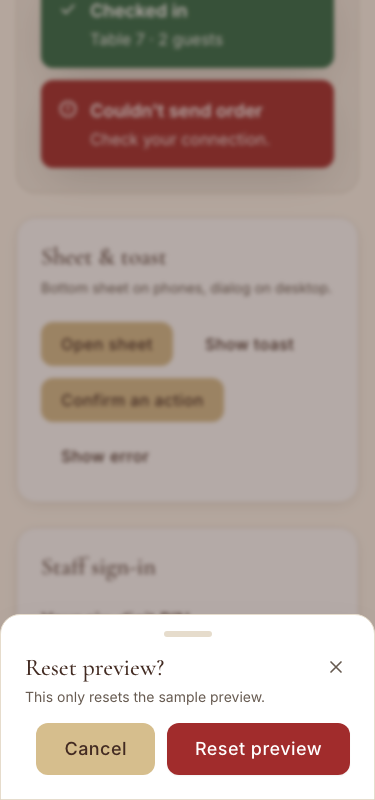 Checked in
Table 7 · 2 guests
Couldn't send order
Check your connection.
Sheet & toast
Bottom sheet on phones, dialog on desktop.
Open sheet
Show toast
Confirm an action
Show error
Staff sign-in
Reset preview?
This only resets the sample preview.
Cancel
Reset preview